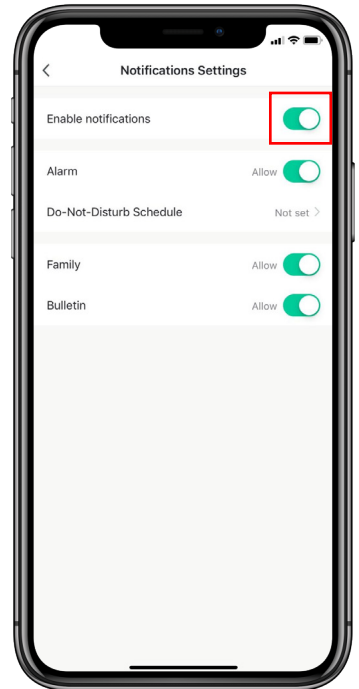 Notifications Settings
Enable notifications
Alarm Allow
Do-Not-Disturb Schedule Not set
Family Allow
Bulletin Allow